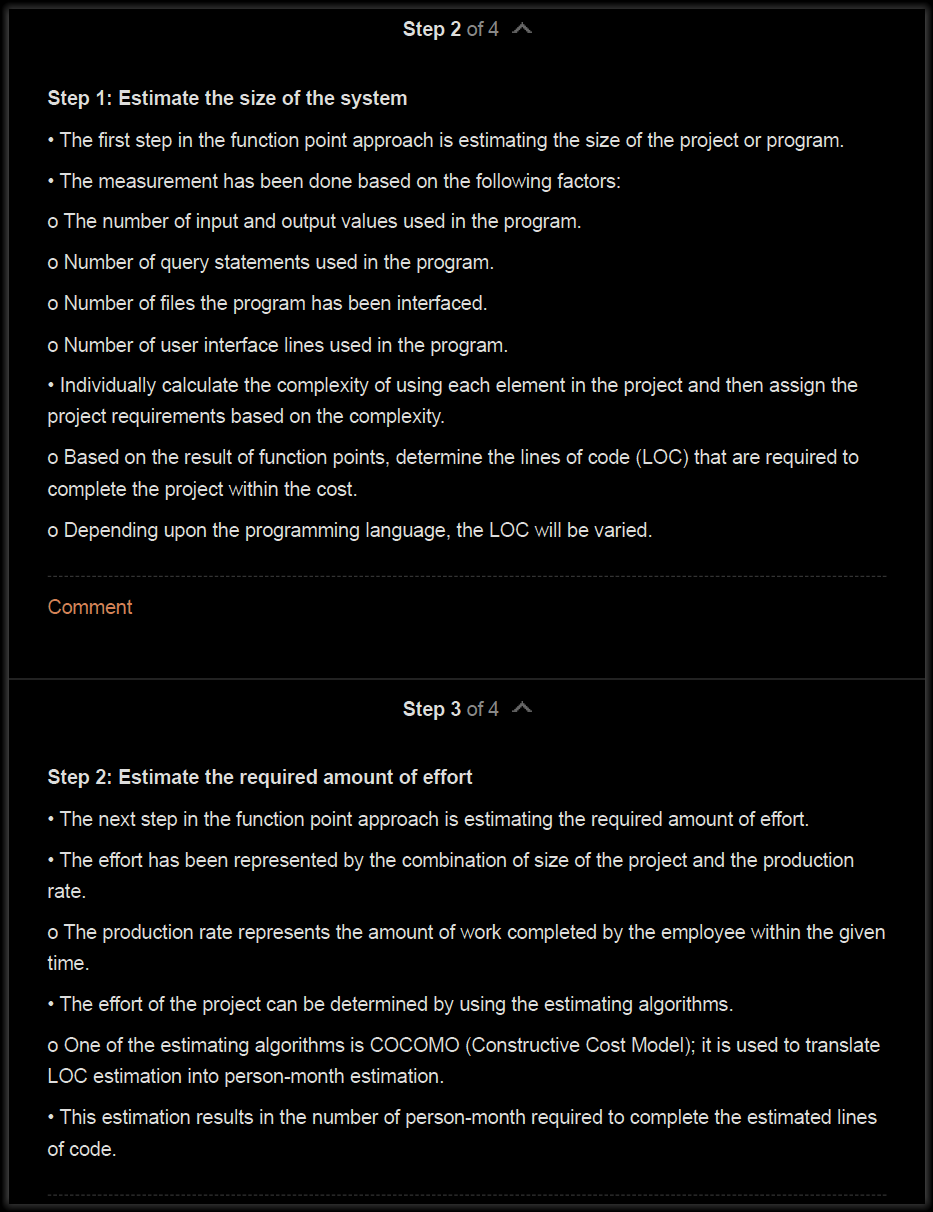 Step 2 of 4
Step 1: Estimate the size of the system
• The first step in the function point approach is estimating the size of the project or program.
• The measurement has been done based on the following factors:
o The number of input and output values used in the program.
o Number of query statements used in the program.
o Number of files the program has been interfaced.
o Number of user interface lines used in the program.
• Individually calculate the complexity of using each element in the project and then assign the
project requirements based on the complexity.
o Based on the result of function points, determine the lines of code (LOC) that are required to
complete the project within the cost.
o Depending upon the programming language, the LOC will be varied.
Comment
Step 3 of 4
Step 2: Estimate the required amount of effort
• The next step in the function point approach is estimating the required amount of effort.
• The effort has been represented by the combination of size of the project and the production
rate.
o The production rate represents the amount of work completed by the employee within the given
time.
• The effort of the project can be determined by using the estimating algorithms.
o One of the estimating algorithms is COCOMO (Constructive Cost Model); it is used to translate
LOC estimation into person-month estimation.
• This estimation results in the number of person-month required to complete the estimated lines
of code.